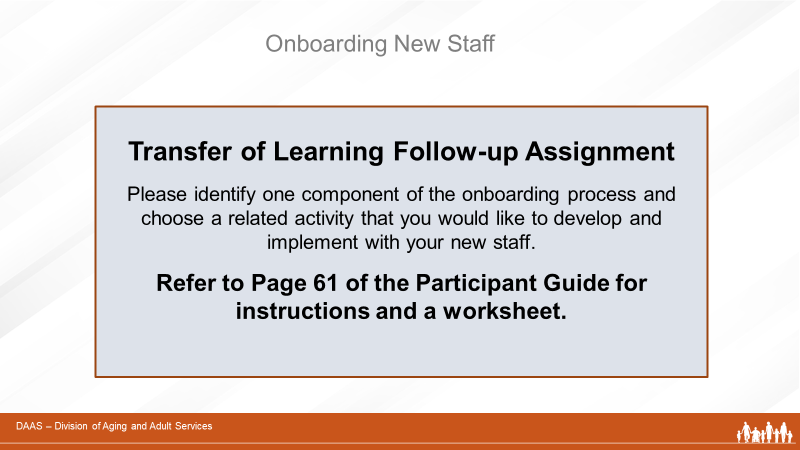 Onboarding New Staff
Transfer of Learning Follow-up Assignment
Please identify one component of the onboarding process and
choose a related activity that you would like to develop and
implement with your new staff.
Refer to Page 61 of the Participant Guide for
instructions and a worksheet.
DAAS – Division of Aging and Adult Services